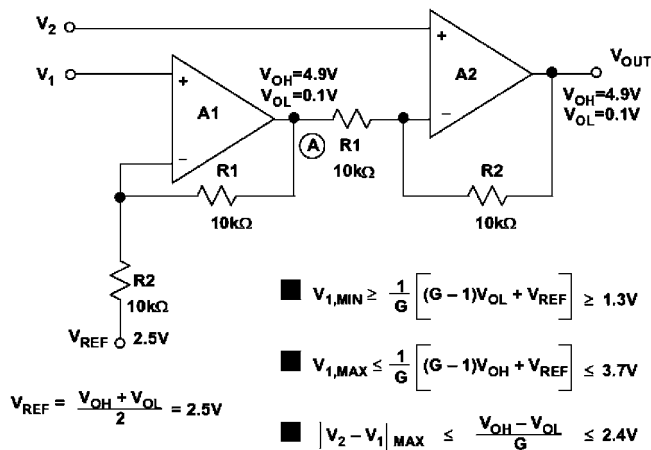 V2
V1
+
−
A1
VOH=4.9V
VOL=0.1V
A
R1
10kΩ
R1
10kΩ
+
−
A2
VOUT
VOH=4.9V
VOL=0.1V
R2
10kΩ
R2
10kΩ
VREF 2.5V
VREF = VOH + VOL / 2 = 2.5V
V1,MIN ≥ 1/G [(G − 1)VOL + VREF] ≥ 1.3V
V1,MAX ≤ 1/G [(G − 1)VOH + VREF] ≤ 3.7V
|V2 − V1| MAX ≤ VOH − VOL / G ≤ 2.4V